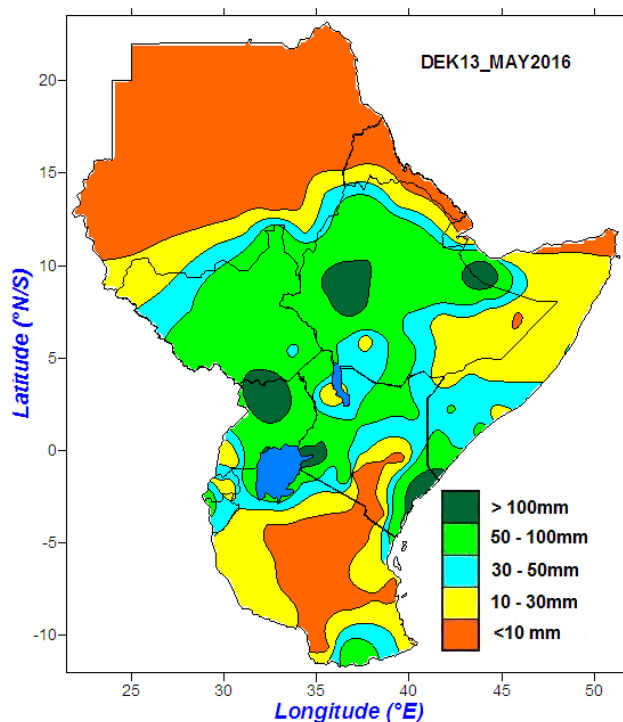 DEK13_MAY2016
Latitude (°N/S)
20
15
10
5
0
-5
-10
> 100mm
50 - 100mm
30 - 50mm
10 - 30mm
<10 mm
25 30 35 40 45 50
Longitude (°E)